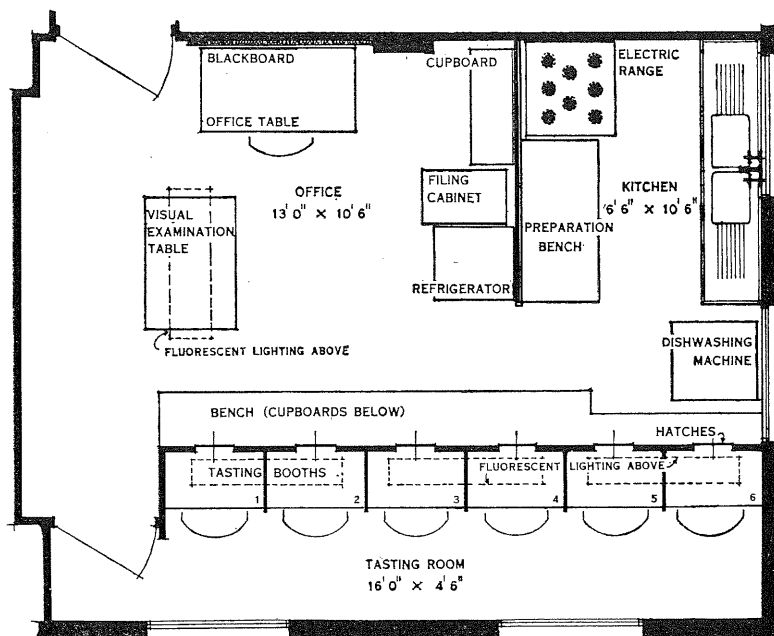 BLACKBOARD
CUPBOARD
ELECTRIC
RANGE
OFFICE TABLE
OFFICE
13'0" × 10'6"
FILING
CABINET
KITCHEN
6'6" × 10'6"
VISUAL
EXAMINATION
TABLE
PREPARATION
BENCH
REFRIGERATOR
FLUORESCENT LIGHTING ABOVE
DISHWASHING
MACHINE
BENCH (CUPBOARDS BELOW)
HATCHES
TASTING BOOTHS
FLUORESCENT LIGHTING ABOVE
1 2 3 4 5 6
TASTING ROOM
16'0" × 4'6"